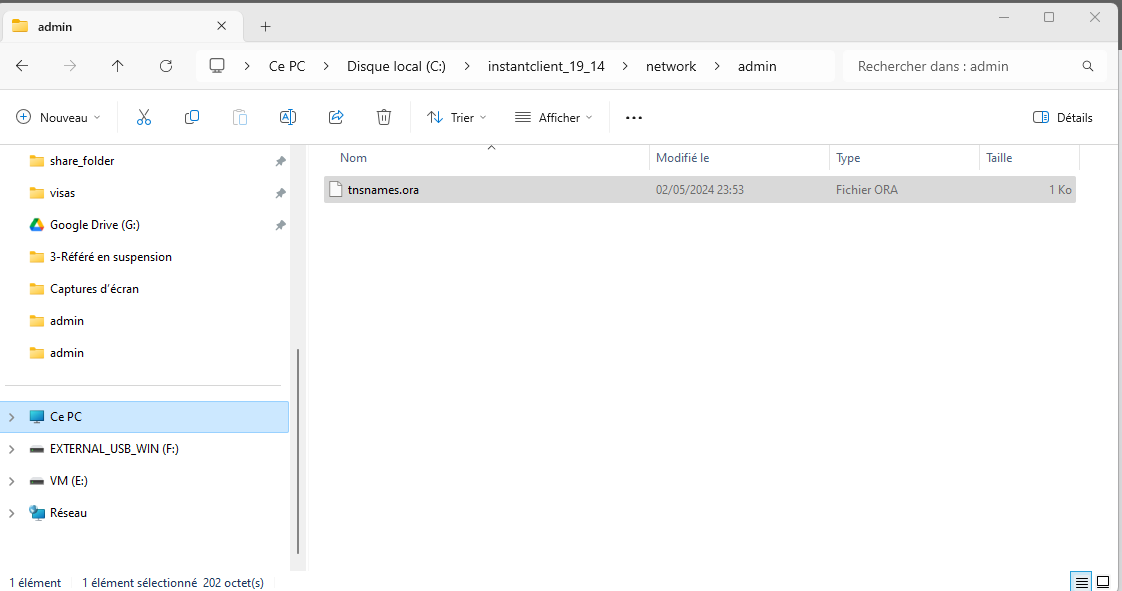 admin
Ce PC > Disque local (C:) > instantclient_19_14 > network > admin
Rechercher dans : admin
Nouveau
Trier
Afficher
Détails
share_folder
visas
Google Drive (G:)
3-Référé en suspension
Captures d’écran
admin
admin
Ce PC
EXTERNAL_USB_WIN (F:)
VM (E:)
Réseau
Nom Modifié le Type Taille
tnsnames.ora 02/05/2024 23:53 Fichier ORA 1 Ko
1 élément 1 élément sélectionné 202 octet(s)